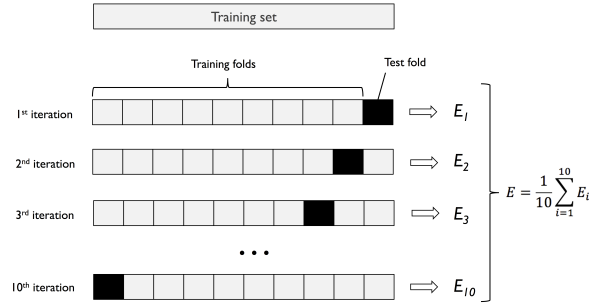 Training set
Training folds
Test fold
1st iteration
E1
2nd iteration
E2
3rd iteration
E3
E = 1/10 10∑i=1 Ei
• • •
10th iteration
E10